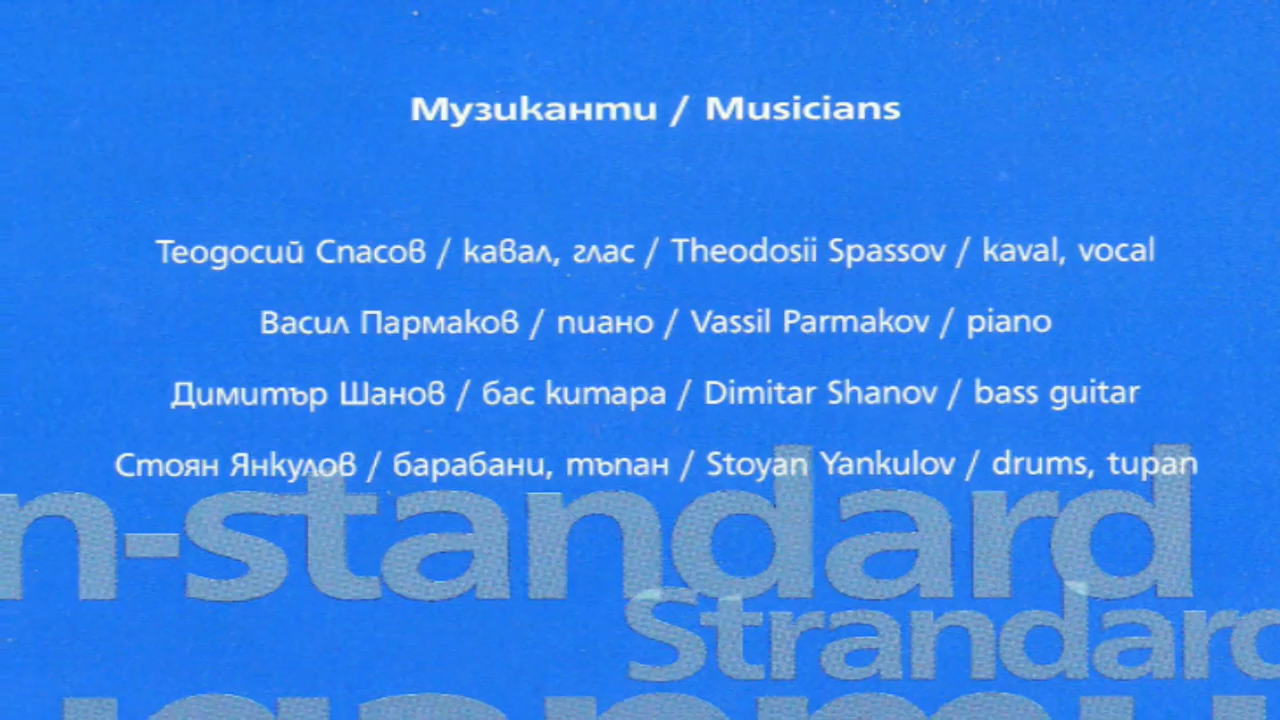 Музиканти / Musicians
Теодосий Спасов / кавал, глас / Theodosii Spassov / kaval, vocal
Васил Пармаков / пиано / Vassil Parmakov / piano
Димитър Шанов / бас китара / Dimitar Shanov / bass guitar
Стоян Янкулов / барабани, тъпан / Stoyan Yankulov / drums, tupan
n-standard
Strandard